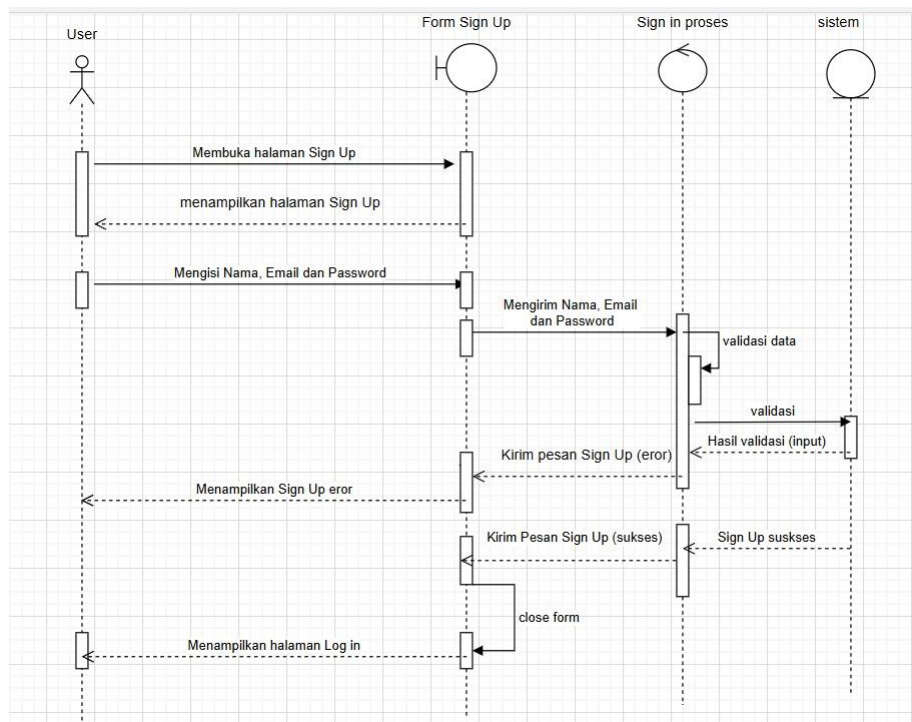 User
Form Sign Up
Sign in proses
sistem
Membuka halaman Sign Up
menampilkan halaman Sign Up
Mengisi Nama, Email dan Password
Mengirim Nama, Email
dan Password
validasi data
validasi
Hasil validasi (input)
Kirim pesan Sign Up (eror)
Menampilkan Sign Up eror
Sign Up suskses
Kirim Pesan Sign Up (sukses)
close form
Menampilkan halaman Log in